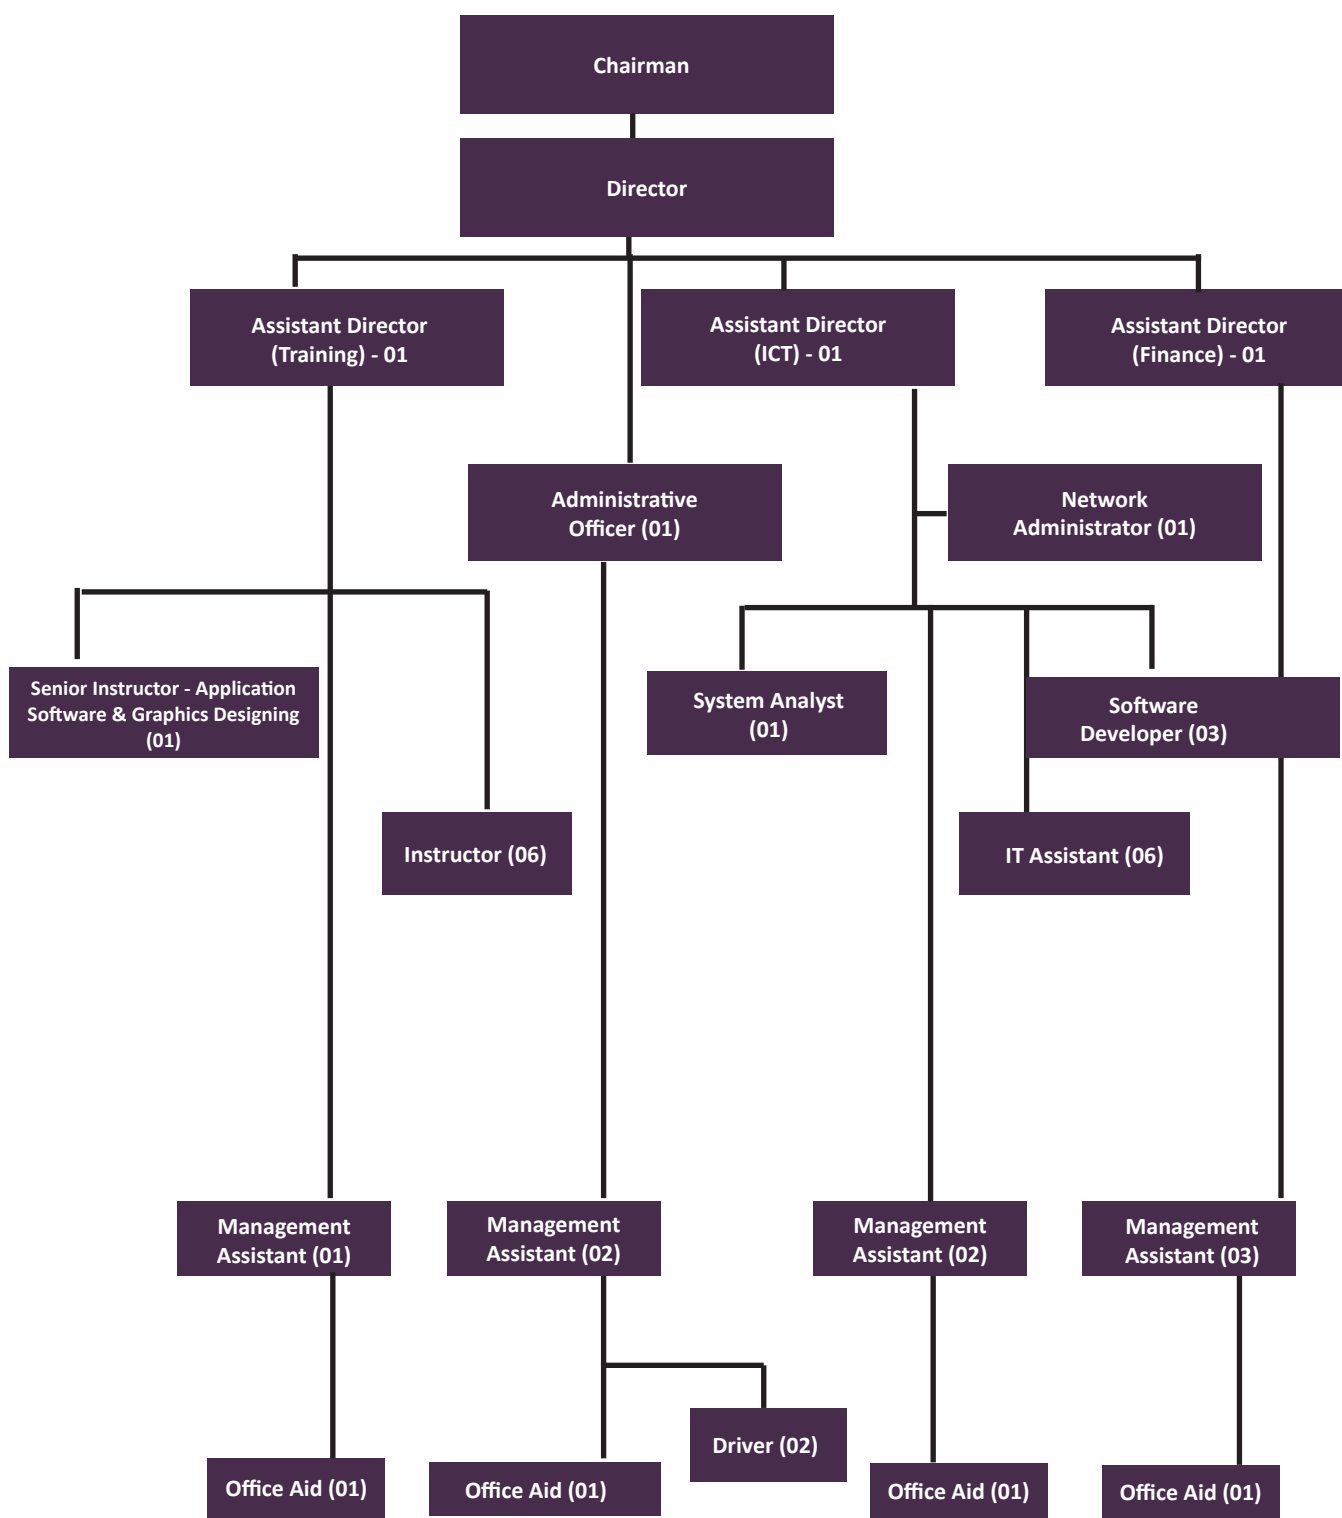 Chairman
Director
Assistant Director
(Training) - 01
Assistant Director
(ICT) - 01
Assistant Director
(Finance) - 01
Administrative
Officer (01)
Network
Administrator (01)
Senior Instructor - Application
Software & Graphics Designing
(01)
System Analyst
(01)
Software
Developer (03)
Instructor (06)
IT Assistant (06)
Management
Assistant (01)
Management
Assistant (02)
Management
Assistant (02)
Management
Assistant (03)
Driver (02)
Office Aid (01)
Office Aid (01)
Office Aid (01)
Office Aid (01)